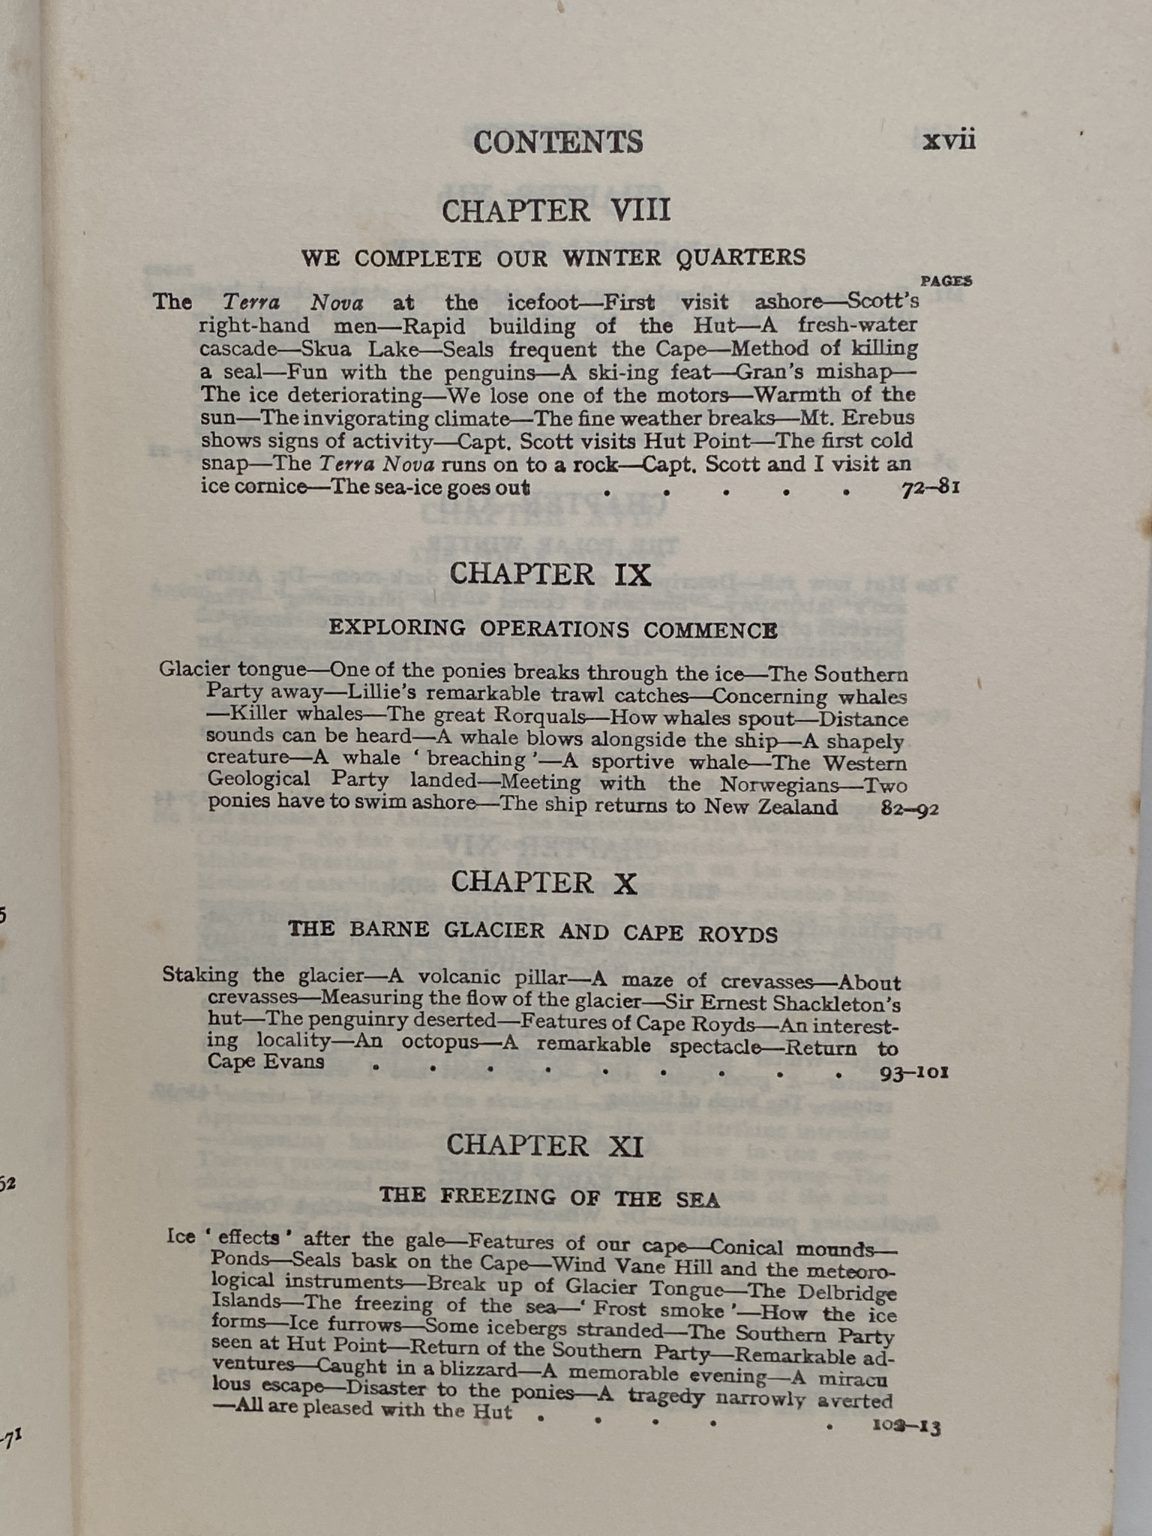 CONTENTS xvii
CHAPTER VIII
WE COMPLETE OUR WINTER QUARTERS
PAGES
The Terra Nova at the icefoot—First visit ashore—Scott's
right-hand men—Rapid building of the Hut—A fresh-water
cascade—Skua Lake—Seals frequent the Cape—Method of killing
a seal—Fun with the penguins—A ski-ing feat—Gran's mishap—
The ice deteriorating—We lose one of the motors—Warmth of the
sun—The invigorating climate—The fine weather breaks—Mt. Erebus
shows signs of activity—Capt. Scott visits Hut Point—The first cold
snap—The Terra Nova runs on to a rock—Capt. Scott and I visit an
ice cornice—The sea-ice goes out . . . . . 72–81
CHAPTER IX
EXPLORING OPERATIONS COMMENCE
Glacier tongue—One of the ponies breaks through the ice—The Southern
Party away—Lillie's remarkable trawl catches—Concerning whales
—Killer whales—The great Rorquals—How whales spout—Distance
sounds can be heard—A whale blows alongside the ship—A shapely
creature—A whale ' breaching '—A sportive whale—The Western
Geological Party landed—Meeting with the Norwegians—Two
ponies have to swim ashore—The ship returns to New Zealand 82–92
CHAPTER X
THE BARNE GLACIER AND CAPE ROYDS
Staking the glacier—A volcanic pillar—A maze of crevasses—About
crevasses—Measuring the flow of the glacier—Sir Ernest Shackleton's
hut—The penguinry deserted—Features of Cape Royds—An interest-
ing locality—An octopus—A remarkable spectacle—Return to
Cape Evans . . . . . . . . . 93–101
CHAPTER XI
THE FREEZING OF THE SEA
Ice ' effects ' after the gale—Features of our cape—Conical mounds—
Ponds—Seals bask on the Cape—Wind Vane Hill and the meteoro-
logical instruments—Break up of Glacier Tongue—The Delbridge
Islands—The freezing of the sea—' Frost smoke '—How the ice
forms—Ice furrows—Some icebergs stranded—The Southern Party
seen at Hut Point—Return of the Southern Party—Remarkable ad-
ventures—Caught in a blizzard—A memorable evening—A miracu
lous escape—Disaster to the ponies—A tragedy narrowly averted
—All are pleased with the Hut . . . . . 102–13
62
–71